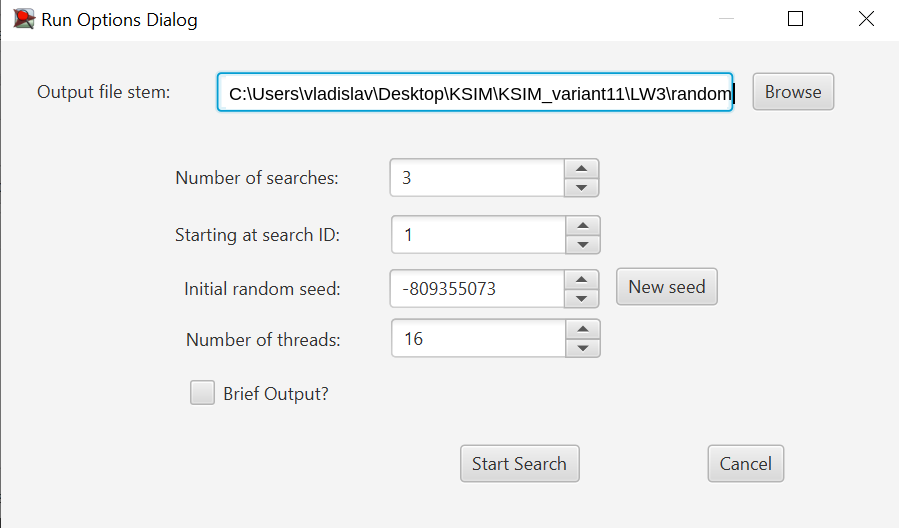 Run Options Dialog
Output file stem: C:\Users\vladislav\Desktop\KSIM\KSIM_variant11\LW3\random Browse
Number of searches: 3
Starting at search ID: 1
Initial random seed: -809355073 New seed
Number of threads: 16
Brief Output?
Start Search Cancel